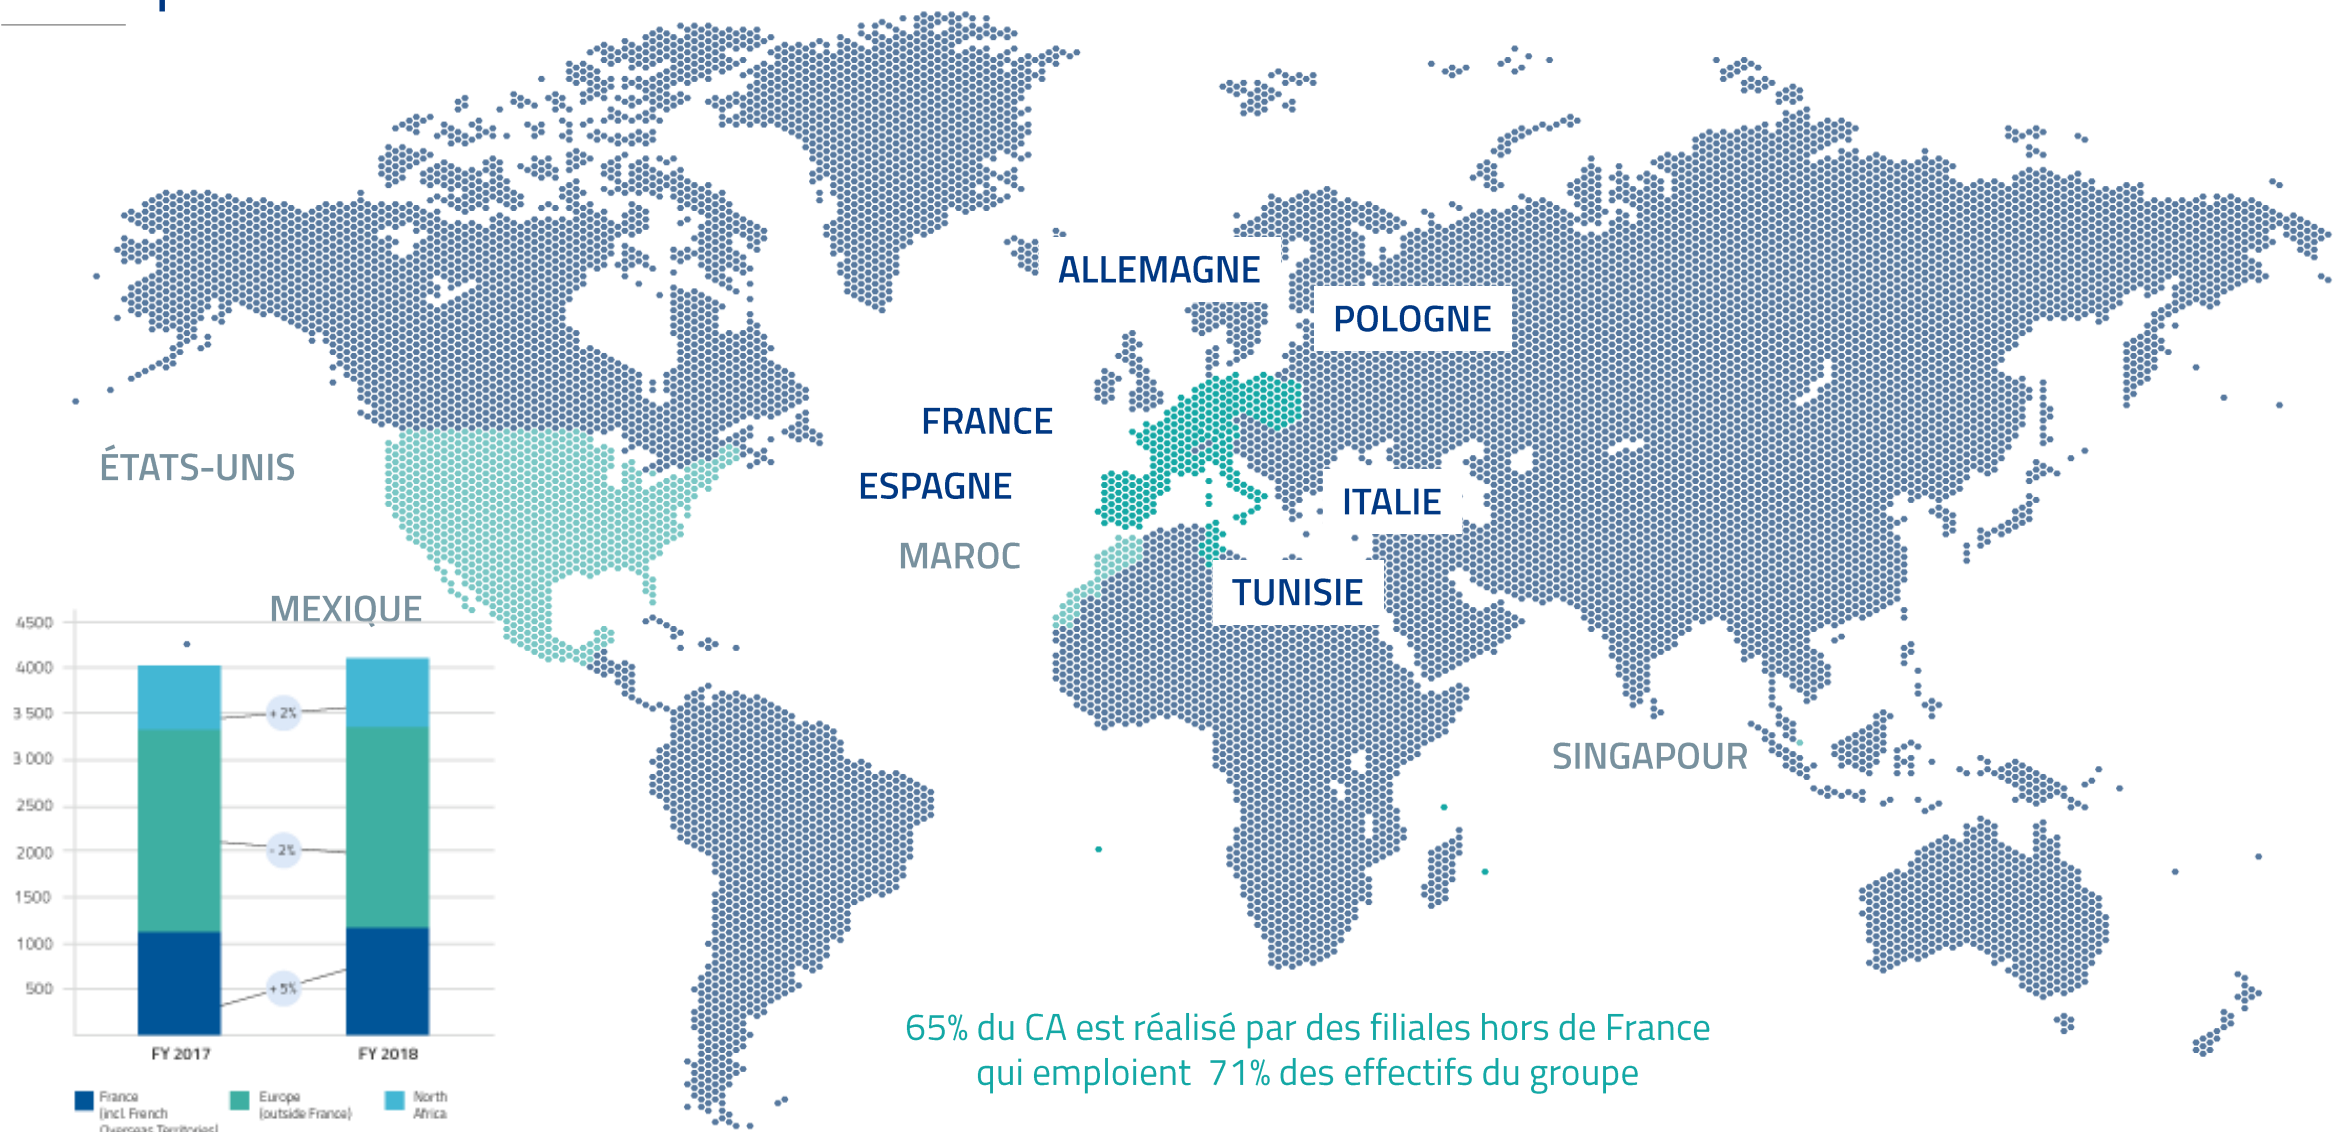 ALLEMAGNE
POLOGNE
FRANCE
ÉTATS-UNIS
ESPAGNE
ITALIE
MAROC
TUNISIE
MEXIQUE
SINGAPOUR
4500
4000
3 500
3 000
2500
2000
1500
1000
500
+ 2%
- 2%
+ 5%
FY 2017
FY 2018
France
(incl. French
Overseas Territories)
Europe
(outside France)
North
Africa
65% du CA est réalisé par des filiales hors de France
qui emploient 71% des effectifs du groupe